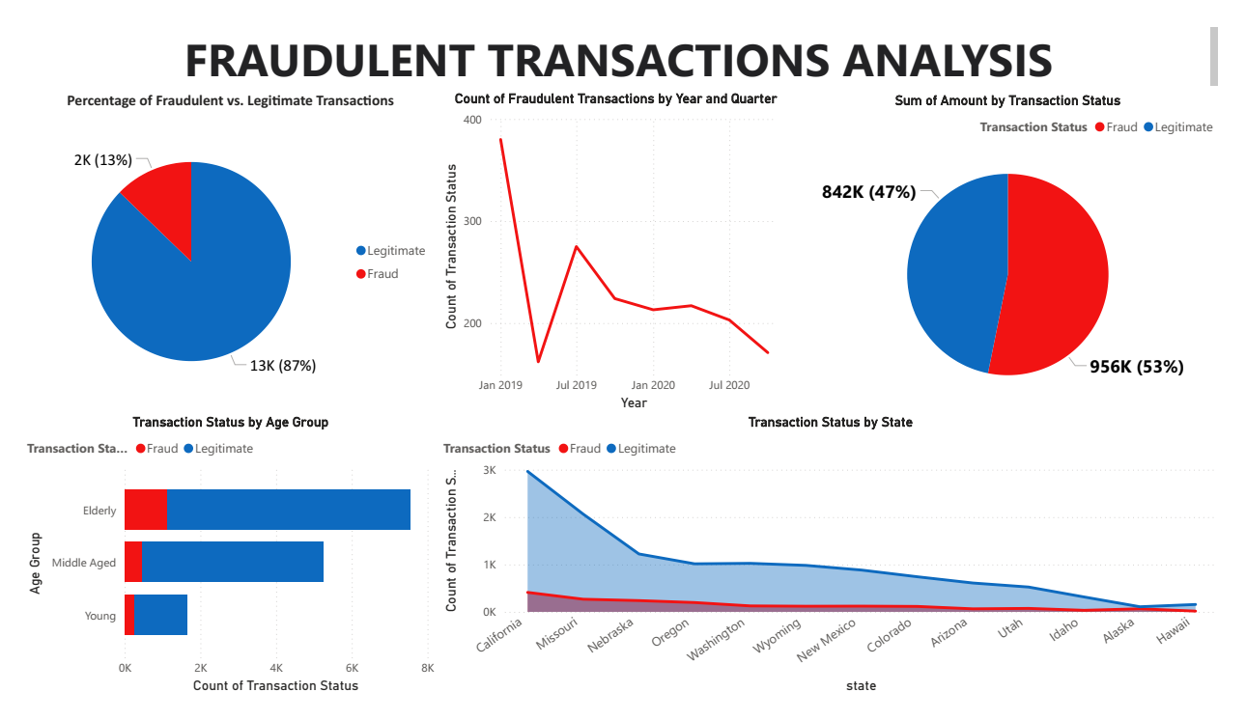 FRAUDULENT TRANSACTIONS ANALYSIS
Percentage of Fraudulent vs. Legitimate Transactions
2K (13%)
13K (87%)
Legitimate
Fraud
Count of Fraudulent Transactions by Year and Quarter
Count of Transaction Status
400
300
200
Jan 2019
Jul 2019
Jan 2020
Jul 2020
Year
Sum of Amount by Transaction Status
Transaction Status Fraud Legitimate
842K (47%)
956K (53%)
Transaction Status by Age Group
Transaction Sta... Fraud Legitimate
Age Group
Elderly
Middle Aged
Young
0K
2K
4K
6K
8K
Count of Transaction Status
Transaction Status by State
Transaction Status Fraud Legitimate
Count of Transaction S...
3K
2K
1K
0K
California
Missouri
Nebraska
Oregon
Washington
Wyoming
New Mexico
Colorado
Arizona
Utah
Idaho
Alaska
Hawaii
state